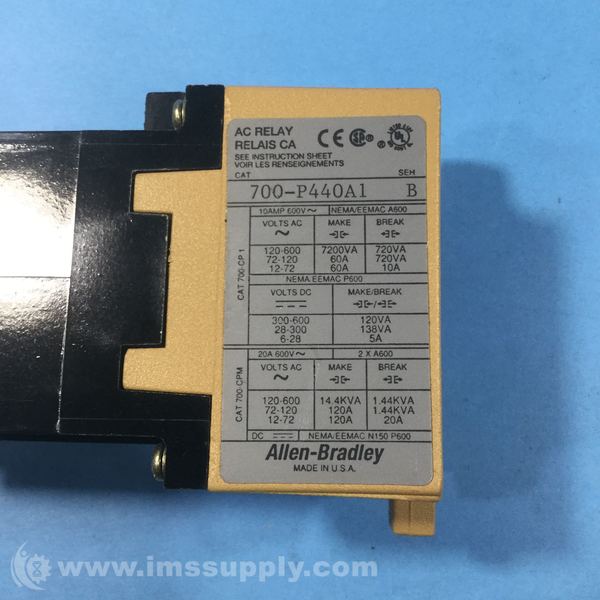 AC RELAY
RELAIS CA
SEE INSTRUCTION SHEET
VOIR LES RENSEIGNEMENTS
CAT SEH
700-P440A1 B
10AMP 600V~ NEMA/EEMAC A600
VOLTS AC MAKE BREAK
120-600 7200VA 720VA
72-120 60A 720VA
12-72 60A 10A
CAT 700-CP1
NEMA EEMAC P600
VOLTS DC MAKE/BREAK
300-600 120VA
28-300 138VA
6-28 5A
20A 600V~ 2 X A600
VOLTS AC MAKE BREAK
120-600 14.4KVA 1.44KVA
72-120 120A 1.44KVA
12-72 120A 20A
CAT 700-CPM
DC NEMA/EEMAC N150 P600
Allen-Bradley
MADE IN U.S.A.
www.imssupply.com